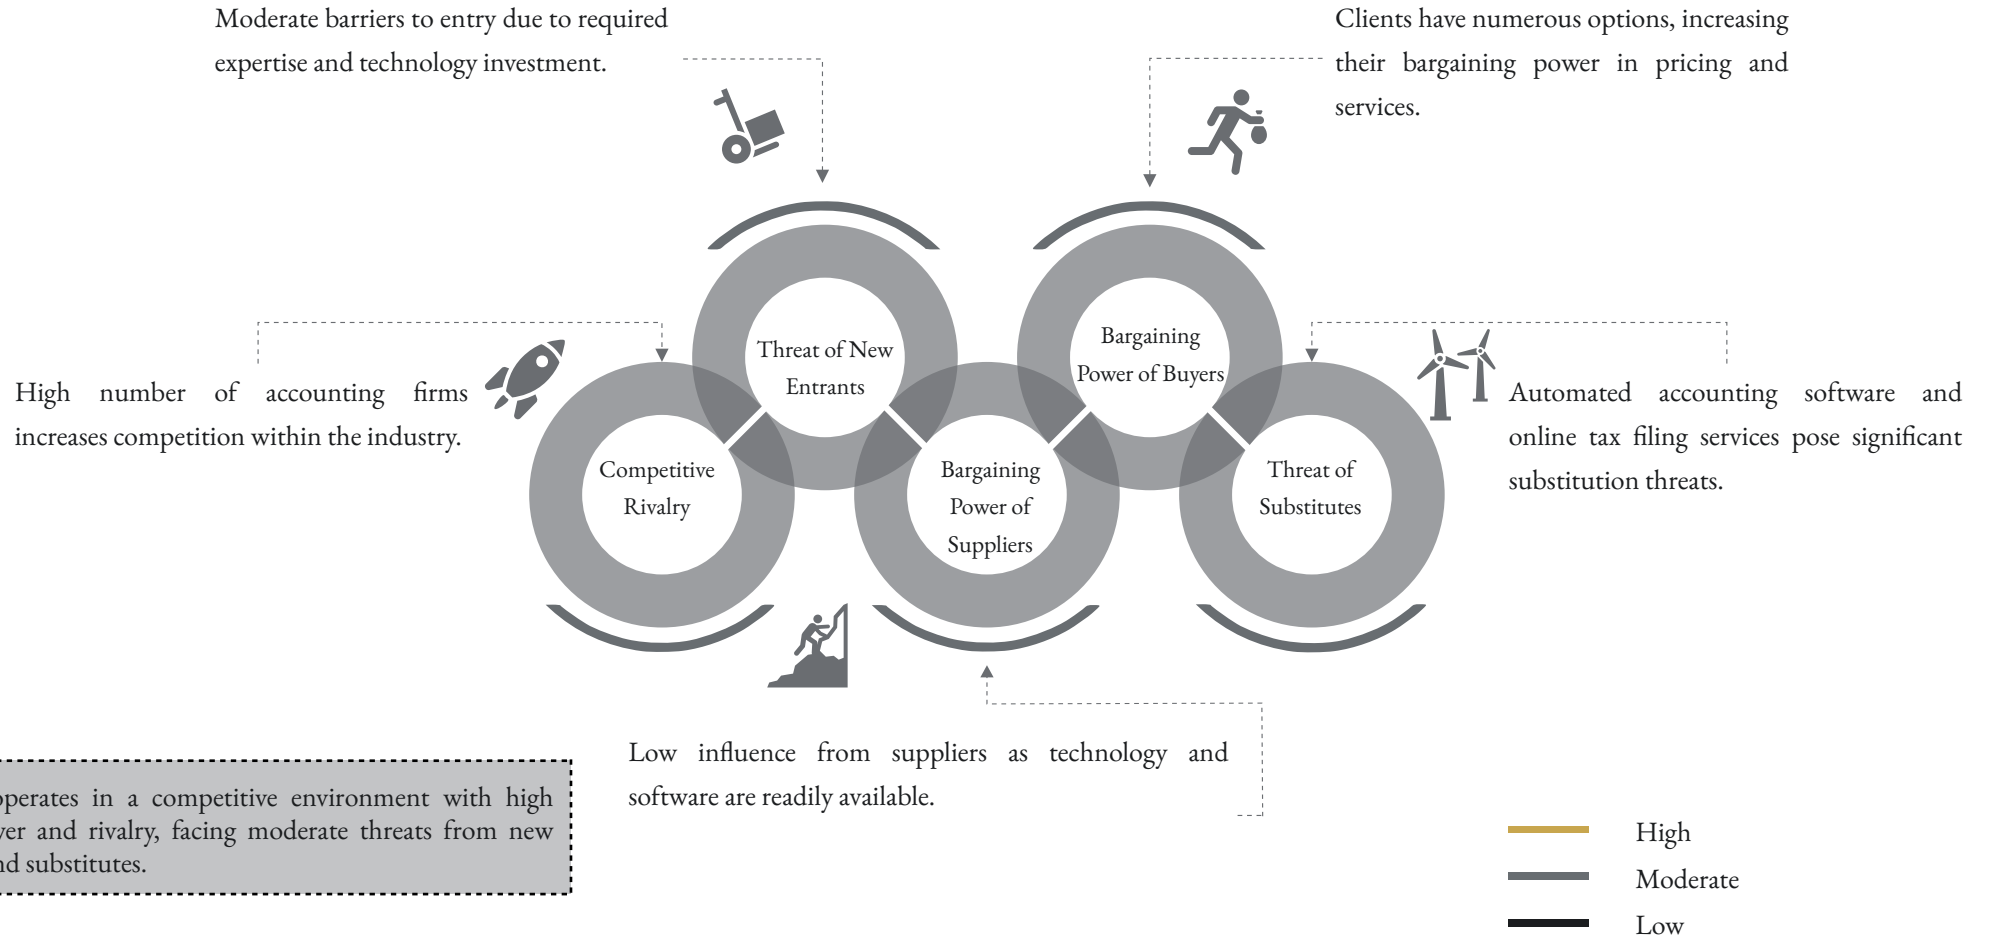 Moderate barriers to entry due to required
expertise and technology investment.
Clients have numerous options, increasing
their bargaining power in pricing and
services.
High number of accounting firms
increases competition within the industry.
Threat of New
Entrants
Bargaining
Power of Buyers
Automated accounting software and
online tax filing services pose significant
substitution threats.
Competitive
Rivalry
Bargaining
Power of
Suppliers
Threat of
Substitutes
Low influence from suppliers as technology and
software are readily available.
operates in a competitive environment with high
and rivalry, facing moderate threats from new
substitutes.
High
Moderate
Low